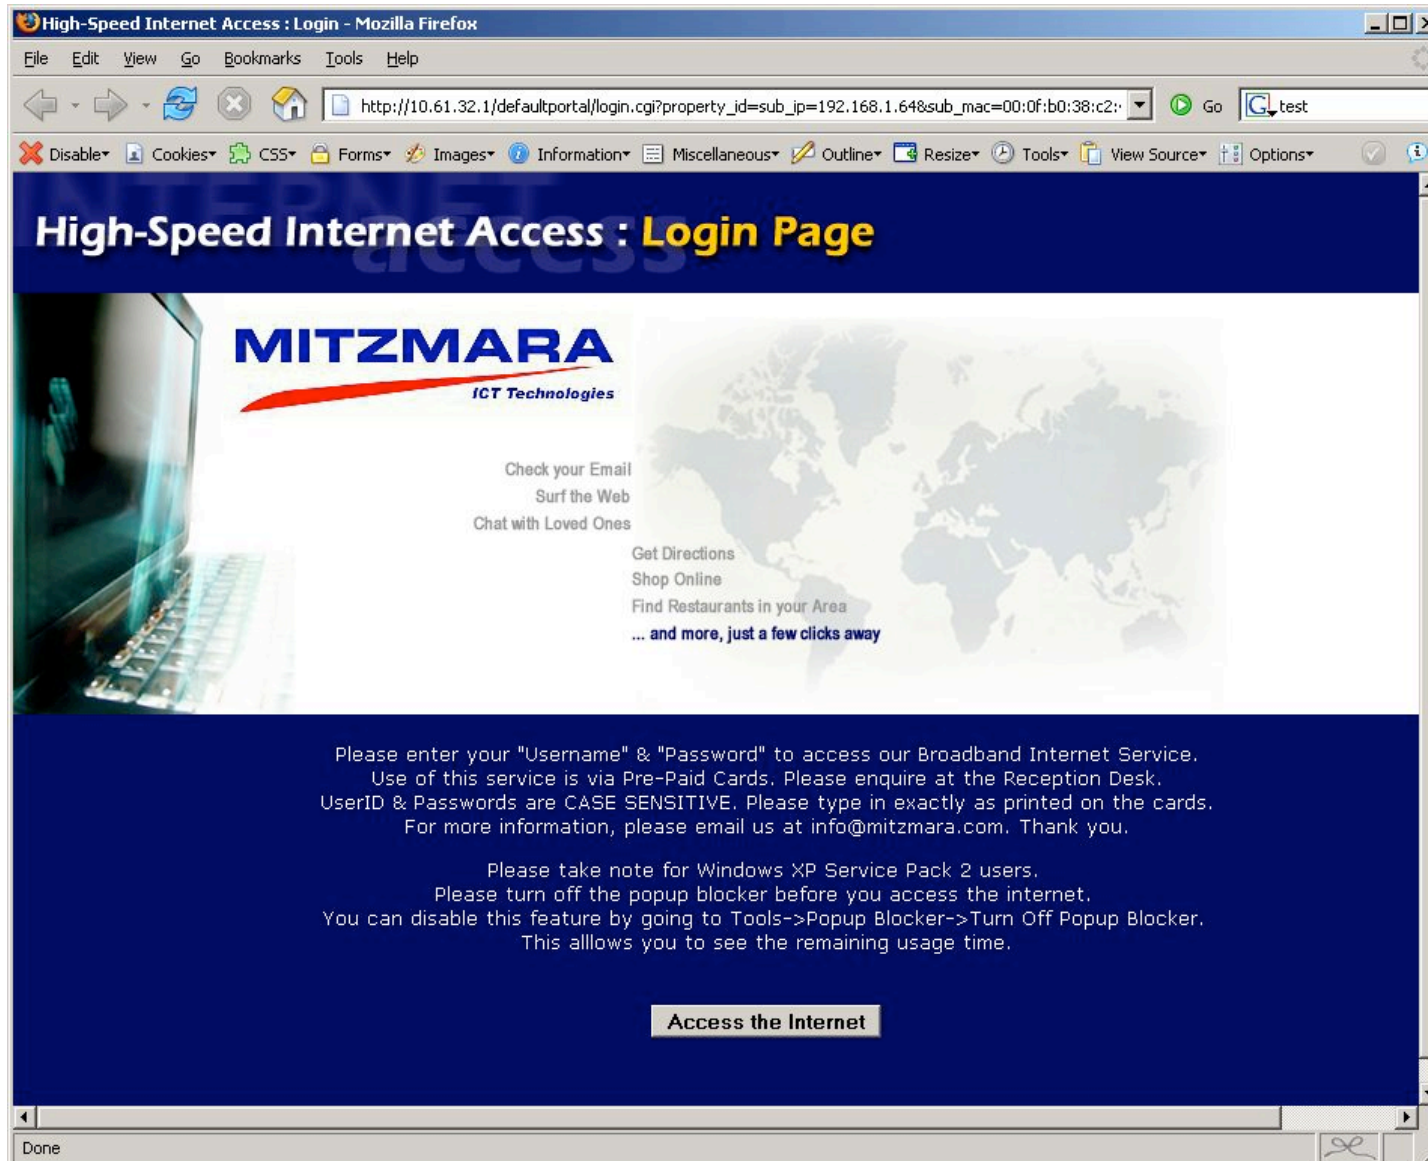 High-Speed Internet Access : Login - Mozilla Firefox
File Edit View Go Bookmarks Tools Help
http://10.61.32.1/defaultportal/login.cgi?property_id=sub_ip=192.168.1.64&sub_mac=00:0f:b0:38:c2: Go G test
Disable Cookies CSS Forms Images Information Miscellaneous Outline Resize Tools View Source Options
INTERNET
access
High-Speed Internet Access : Login Page
MITZMARA
ICT Technologies
Check your Email
Surf the Web
Chat with Loved Ones
Get Directions
Shop Online
Find Restaurants in your Area
... and more, just a few clicks away
Please enter your "Username" & "Password" to access our Broadband Internet Service.
Use of this service is via Pre-Paid Cards. Please enquire at the Reception Desk.
UserID & Passwords are CASE SENSITIVE. Please type in exactly as printed on the cards.
For more information, please email us at info@mitzmara.com. Thank you.
Please take note for Windows XP Service Pack 2 users.
Please turn off the popup blocker before you access the internet.
You can disable this feature by going to Tools->Popup Blocker->Turn Off Popup Blocker.
This alllows you to see the remaining usage time.
Access the Internet
Done